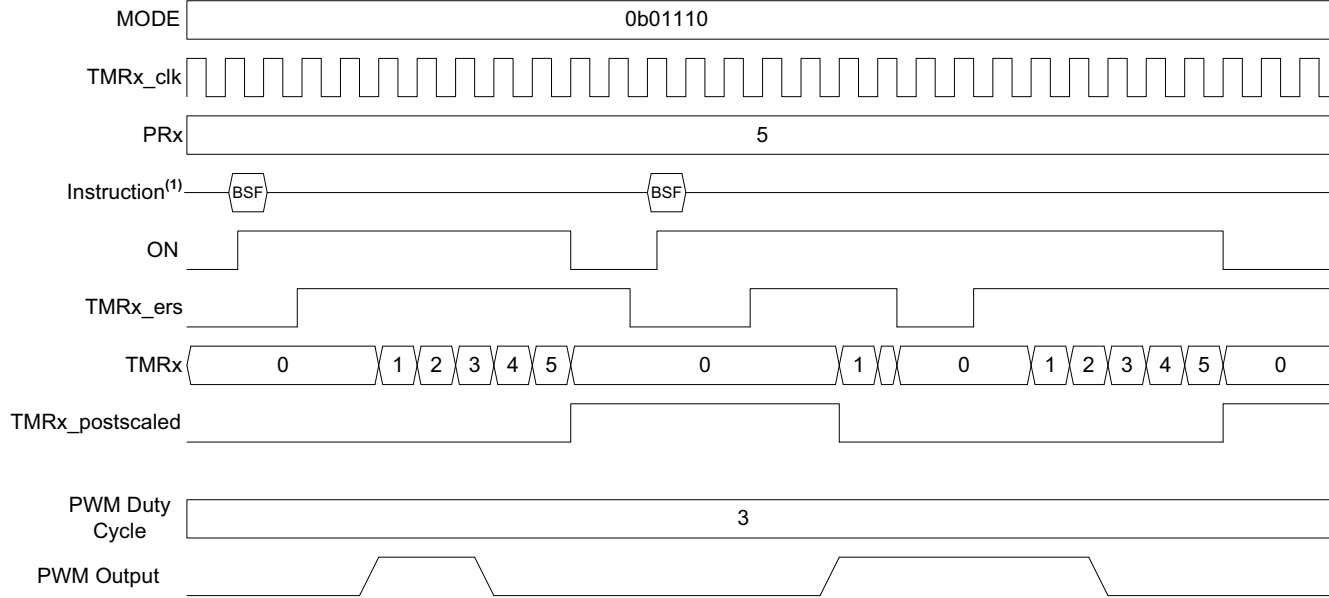 MODE 0b01110
TMRx_clk
PRx 5
Instruction(1) BSF BSF
ON
TMRx_ers
TMRx 0 1 2 3 4 5 0 1 0 1 2 3 4 5 0
TMRx_postscaled
PWM Duty
Cycle 3
PWM Output